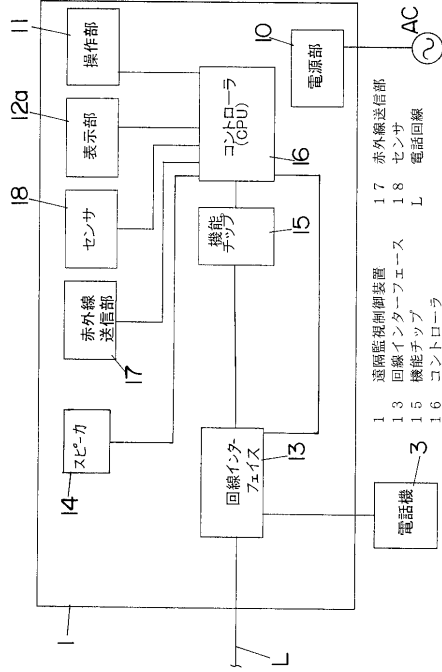 1
L
14
スピーカ
17
赤外線
送信部
18
センサ
12a
表示部
11
操作部
コントローラ
(CPU)
16
機能
チップ
15
回線インター
フェイス
13
電話機
3
10
電源部
AC
1 遠隔監視制御装置
13 回線インターフェース
15 機能チップ
16 コントローラ
17 赤外線送信部
18 センサ
L 電話回線